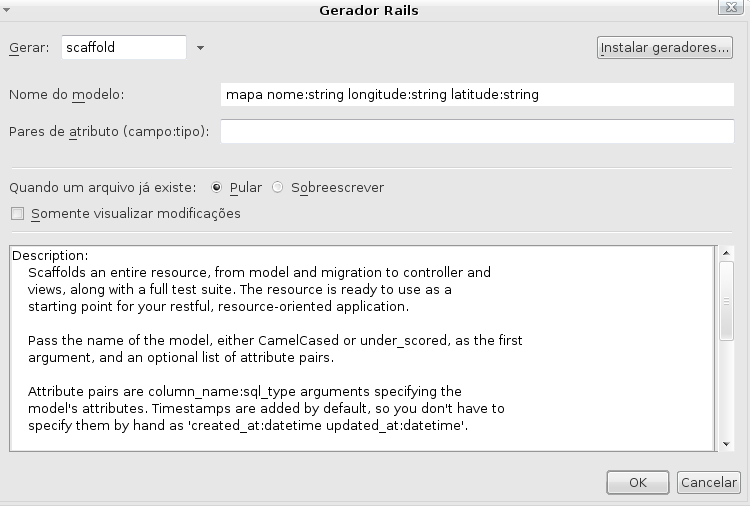 Gerador Rails
Gerar: scaffold Instalar geradores...
Nome do modelo: mapa nome:string longitude:string latitude:string
Pares de atributo (campo:tipo):
Quando um arquivo já existe: Pular Sobreescrever
Somente visualizar modificações
Description:
Scaffolds an entire resource, from model and migration to controller and
views, along with a full test suite. The resource is ready to use as a
starting point for your restful, resource-oriented application.
Pass the name of the model, either CamelCased or under_scored, as the first
argument, and an optional list of attribute pairs.
Attribute pairs are column_name:sql_type arguments specifying the
model's attributes. Timestamps are added by default, so you don't have to
specify them by hand as 'created_at:datetime updated_at:datetime'.
OK Cancelar